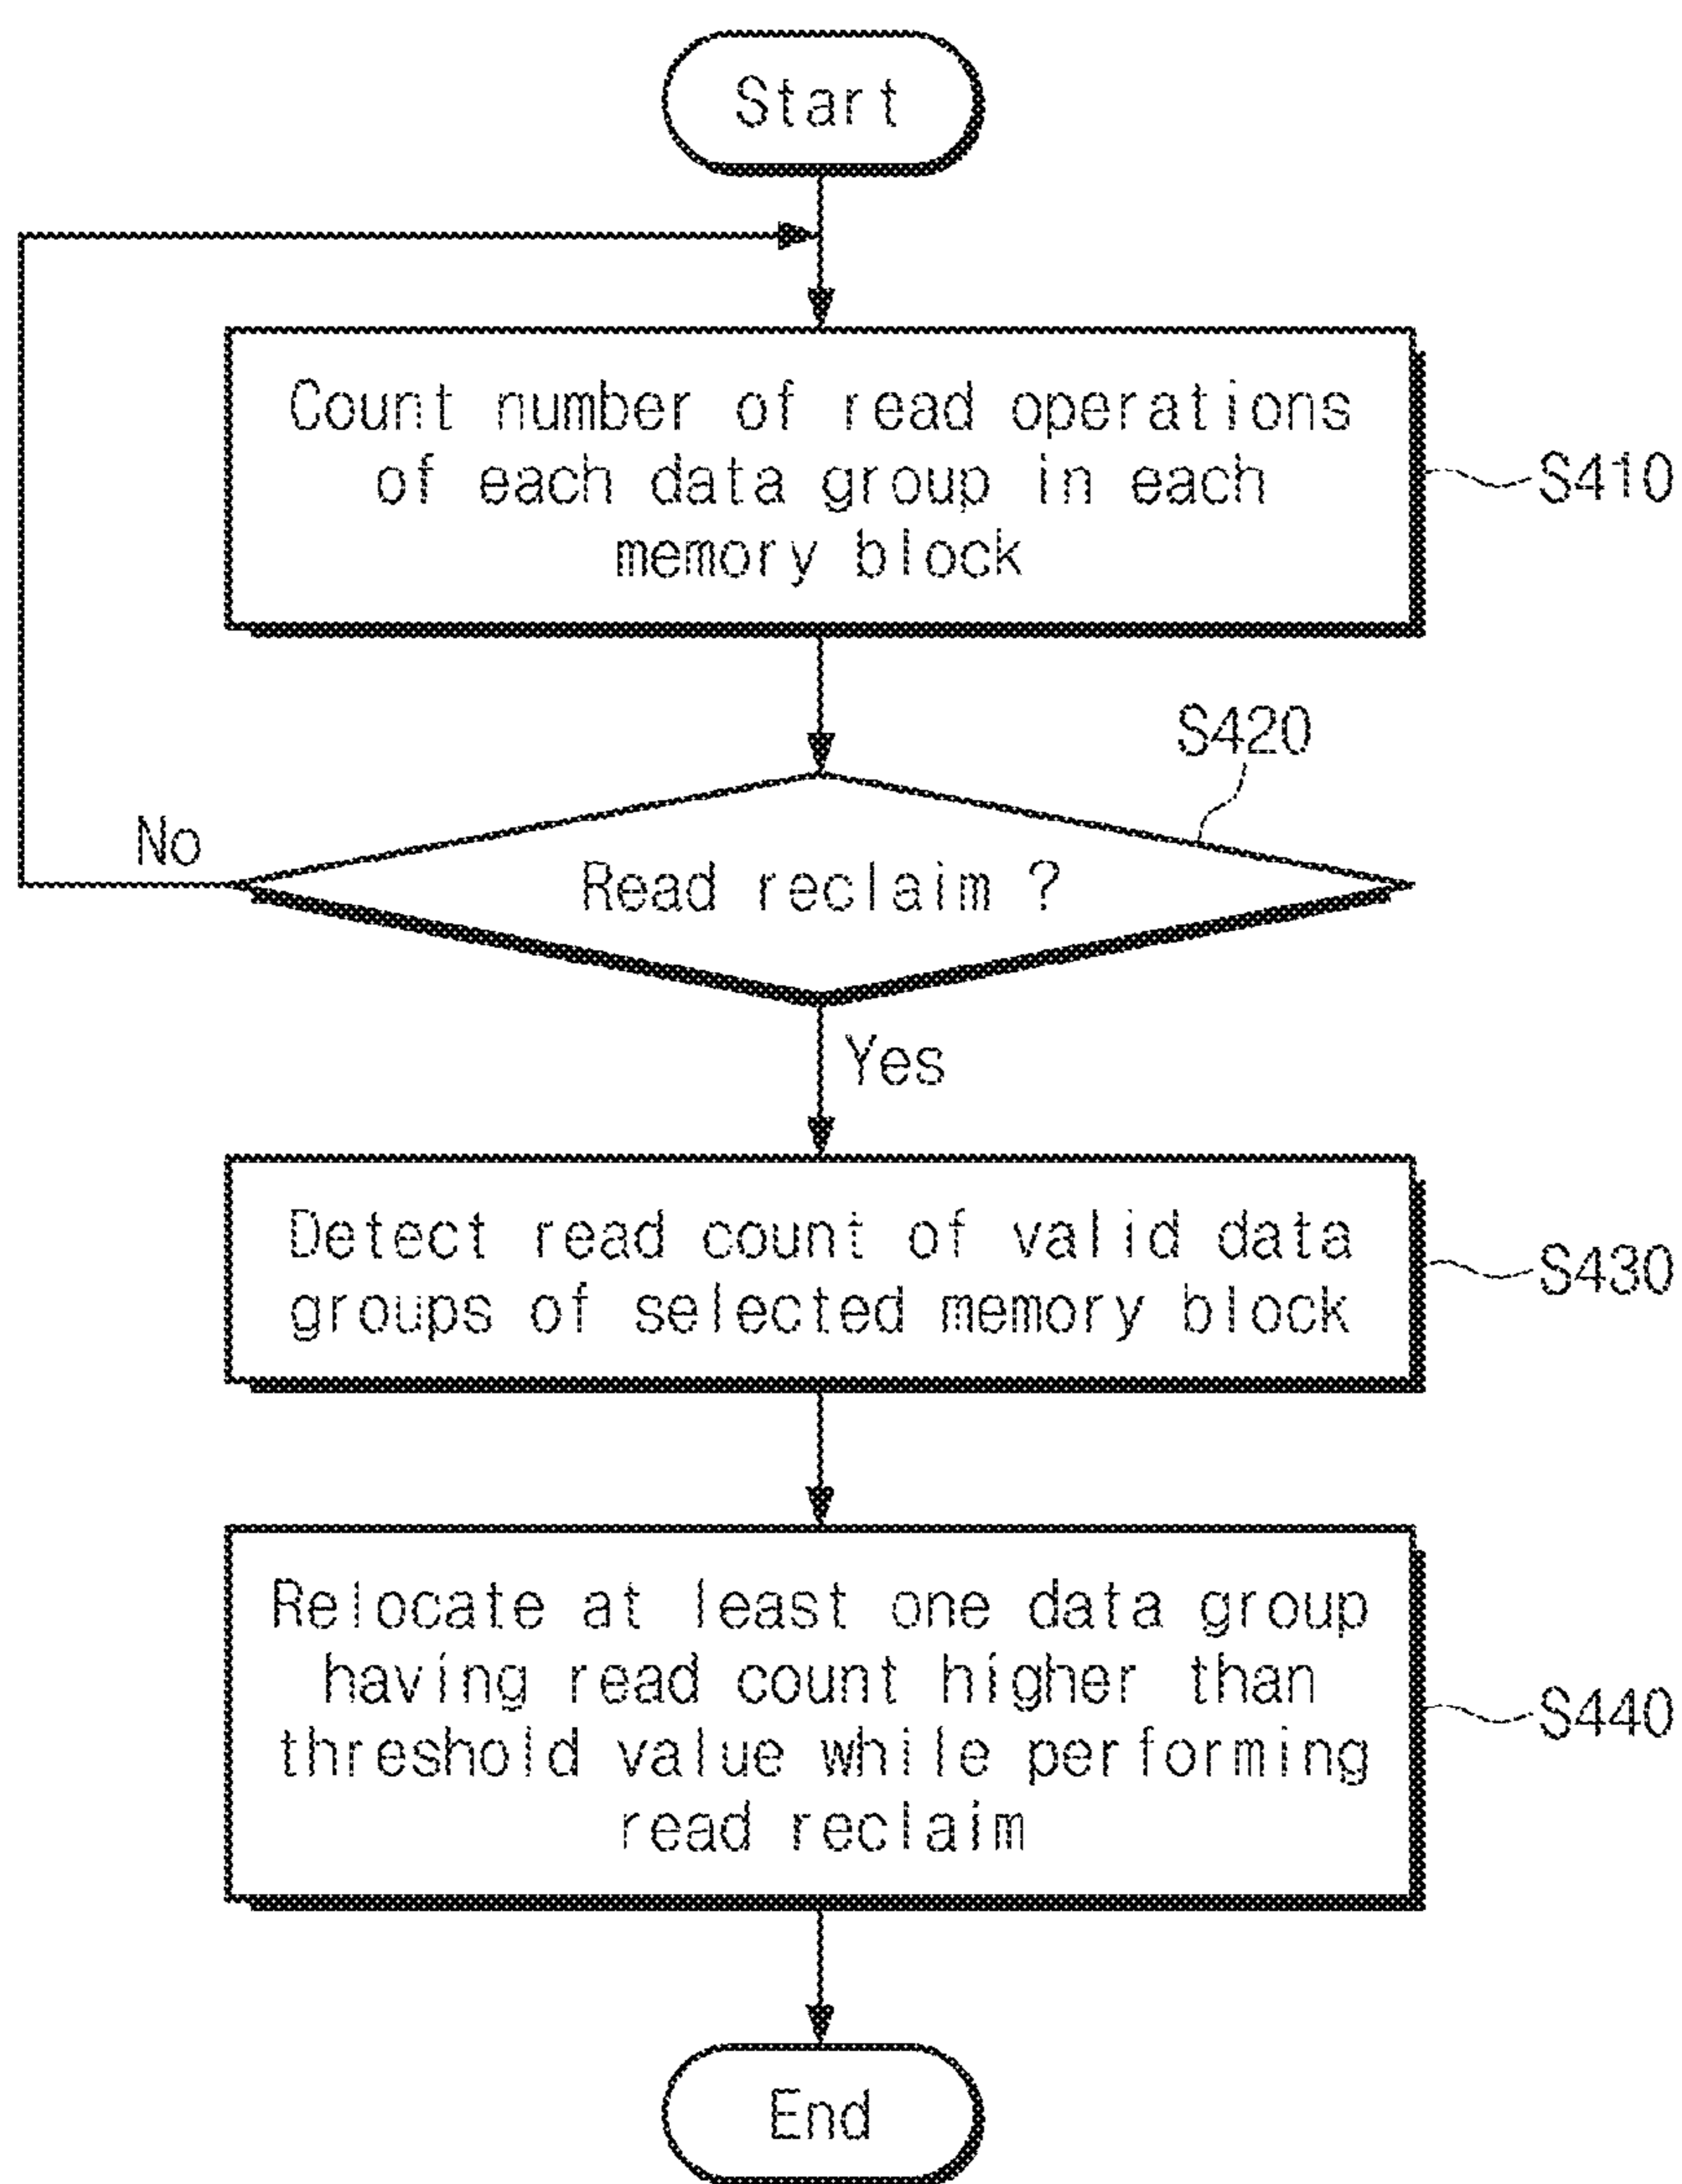 Start
Count number of read operations
of each data group in each
memory block
S410
S420
No
Read reclaim ?
Yes
Detect read count of valid data
groups of selected memory block
S430
Relocate at least one data group
having read count higher than
threshold value while performing
read reclaim
S440
End